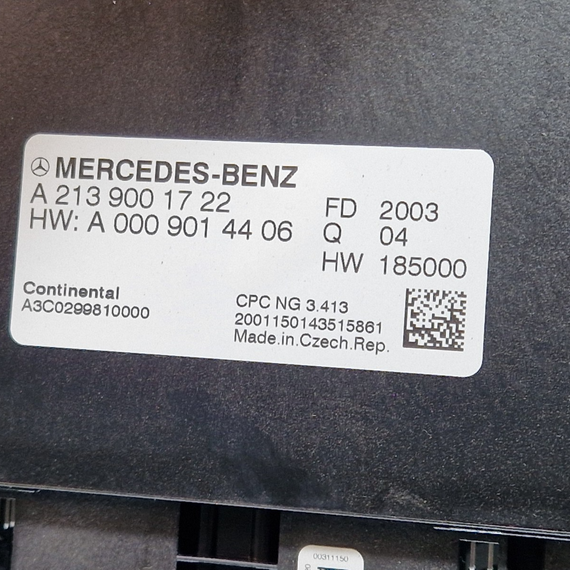 MERCEDES-BENZ
A 213 900 17 22
HW: A 000 901 44 06
FD 2003
Q 04
HW 185000
Continental
A3C0299810000
CPC NG 3.413
2001150143515861
Made.in.Czech.Rep.
00311150